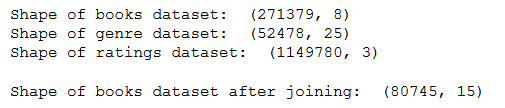 Shape of books dataset:  (271379, 8)
Shape of genre dataset:  (52478, 25)
Shape of ratings dataset:  (1149780, 3)
Shape of books dataset after joining:  (80745, 15)